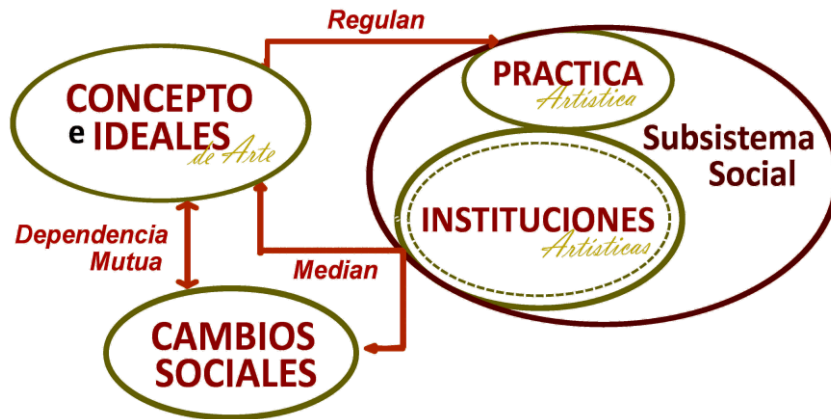 Regulan
CONCEPTO
e IDEALES
de Arte
PRACTICA
Artística
Subsistema
Social
INSTITUCIONES
Artísticas
Dependencia
Mutua
Median
CAMBIOS
SOCIALES